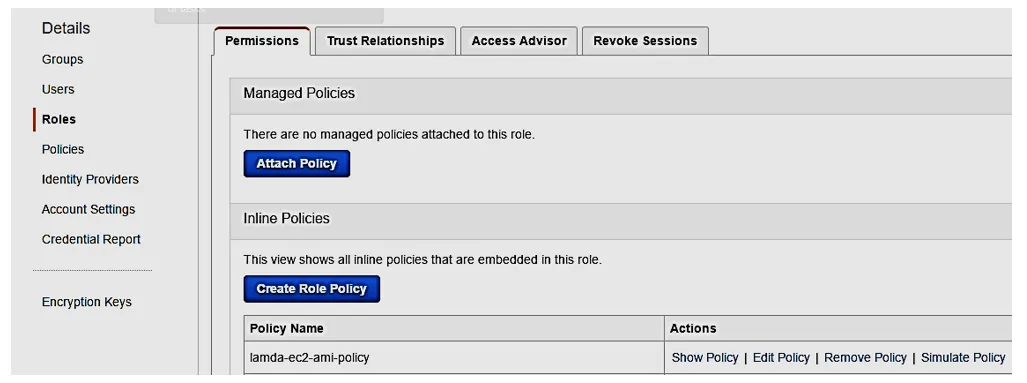 Details
Groups
Users
Roles
Policies
Identity Providers
Account Settings
Credential Report
Encryption Keys
Permissions Trust Relationships Access Advisor Revoke Sessions
Managed Policies
There are no managed policies attached to this role.
Attach Policy
Inline Policies
This view shows all inline policies that are embedded in this role.
Create Role Policy
Policy Name Actions
lamda-ec2-ami-policy Show Policy | Edit Policy | Remove Policy | Simulate Policy